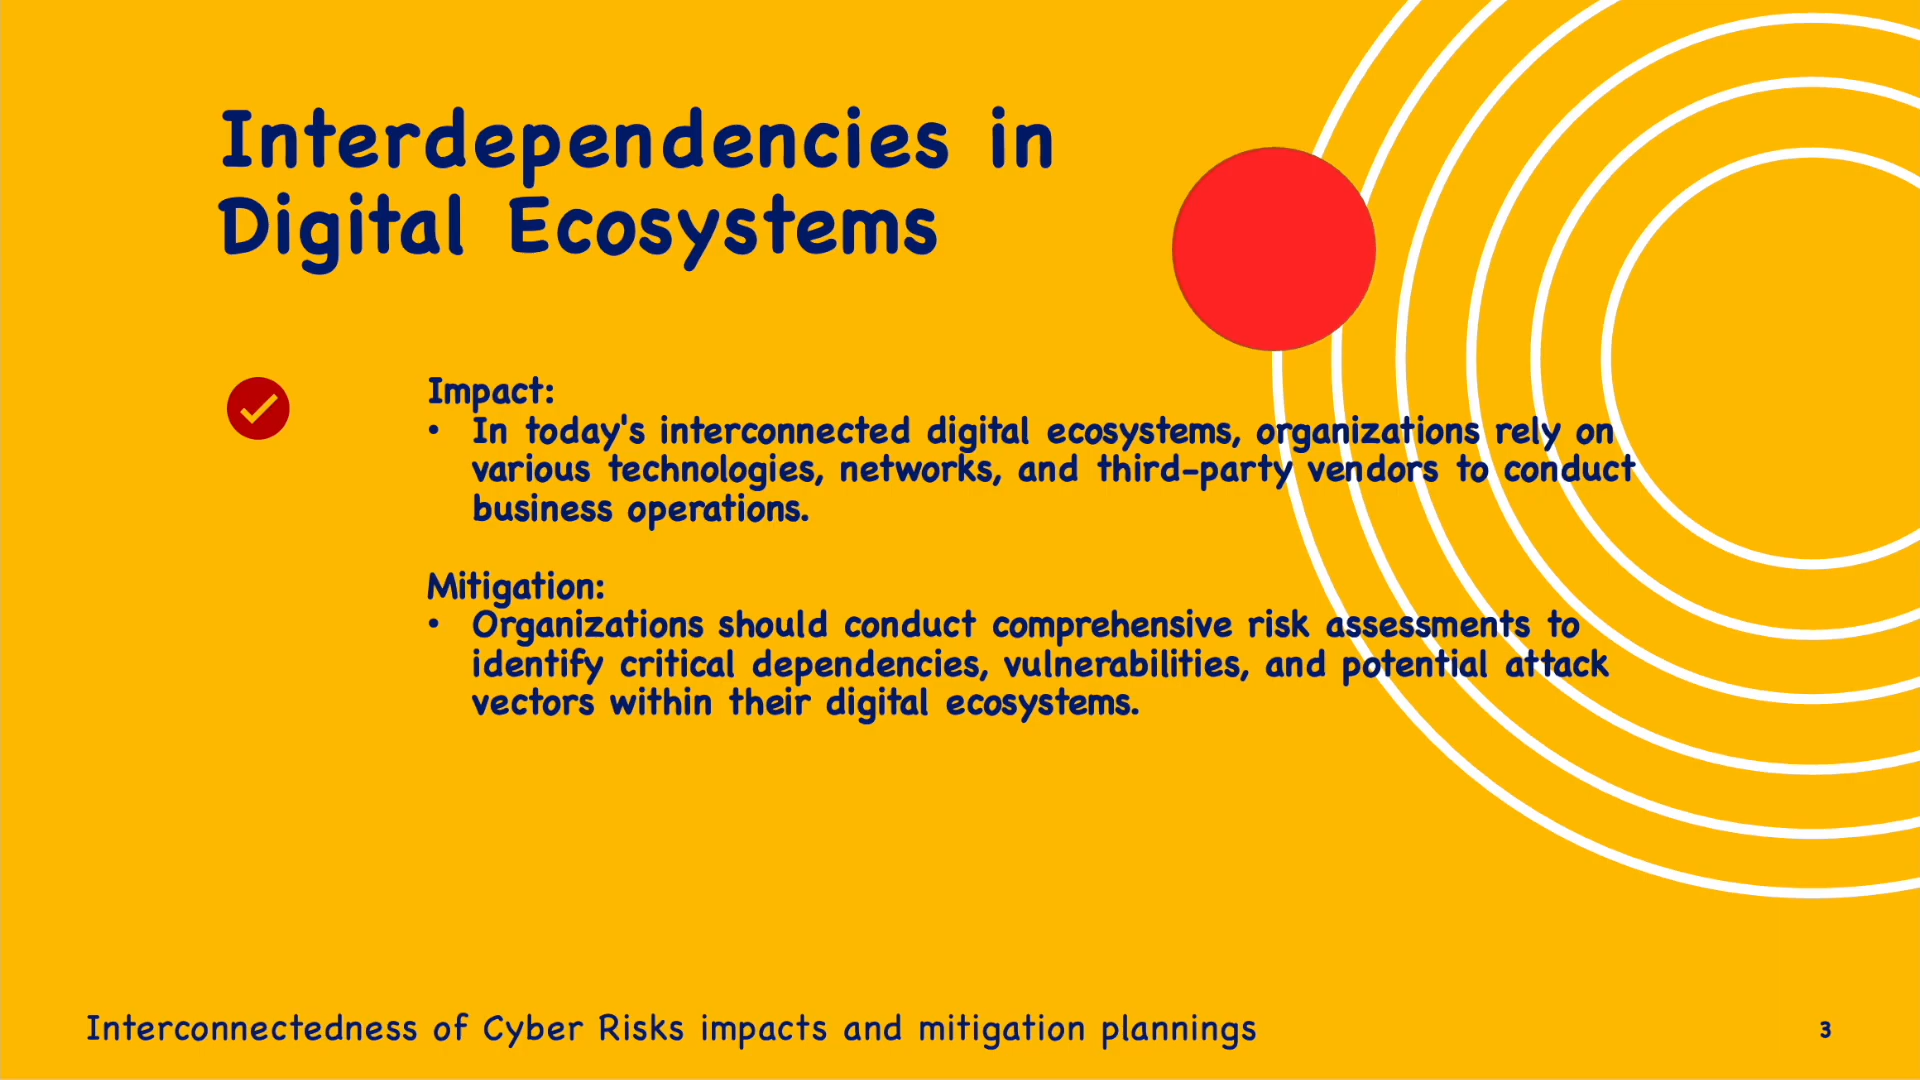 Interdependencies in
Digital Ecosystems
Impact:
• In today's interconnected digital ecosystems, organizations rely on
various technologies, networks, and third-party vendors to conduct
business operations.
Mitigation:
• Organizations should conduct comprehensive risk assessments to
identify critical dependencies, vulnerabilities, and potential attack
vectors within their digital ecosystems.
Interconnectedness of Cyber Risks impacts and mitigation plannings
3